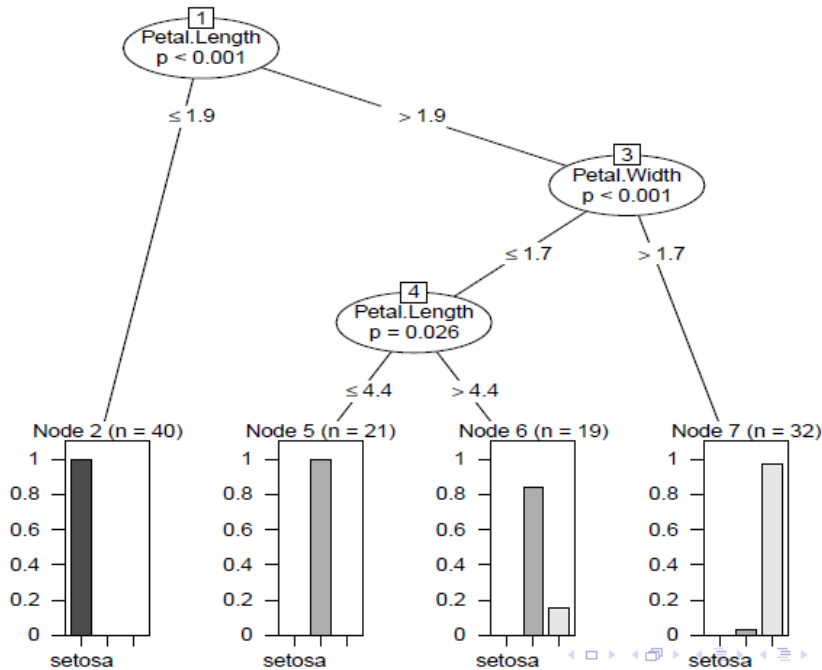 1
Petal.Length
p < 0.001
≤ 1.9
> 1.9
3
Petal.Width
p < 0.001
≤ 1.7
> 1.7
4
Petal.Length
p = 0.026
≤ 4.4
> 4.4
Node 2 (n = 40)
1
0.8
0.6
0.4
0.2
0
setosa
Node 5 (n = 21)
1
0.8
0.6
0.4
0.2
0
setosa
Node 6 (n = 19)
1
0.8
0.6
0.4
0.2
0
setosa
Node 7 (n = 32)
1
0.8
0.6
0.4
0.2
0
setosa